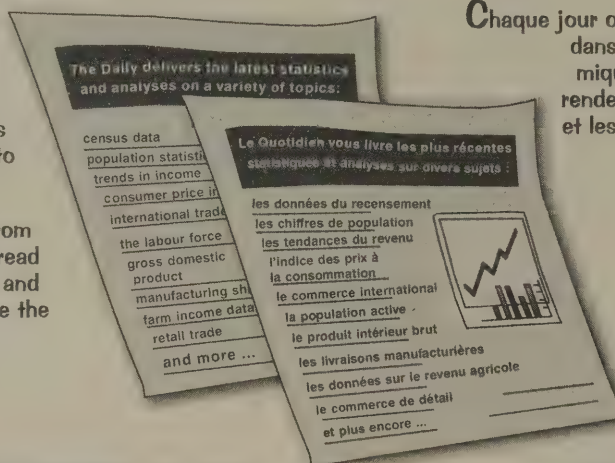 The Daily delivers the latest statistics
and analyses on a variety of topics:
census data
population
trends in income
consumer price
international
the labour force
gross domestic
product
manufacturing
farm income data
retail trade
and more ...
Le Quotidien vous livre les plus récentes
statistiques et analyses sur divers sujets :
les données du recensement
les chiffres de population
les tendances du revenu
l'indice des prix à
la consommation
le commerce international
la population active
le produit intérieur brut
les livraisons manufacturières
les données sur le revenu agricole
le commerce de détail
et plus encore ...
Chaque jour
dans
et les
read
and
the